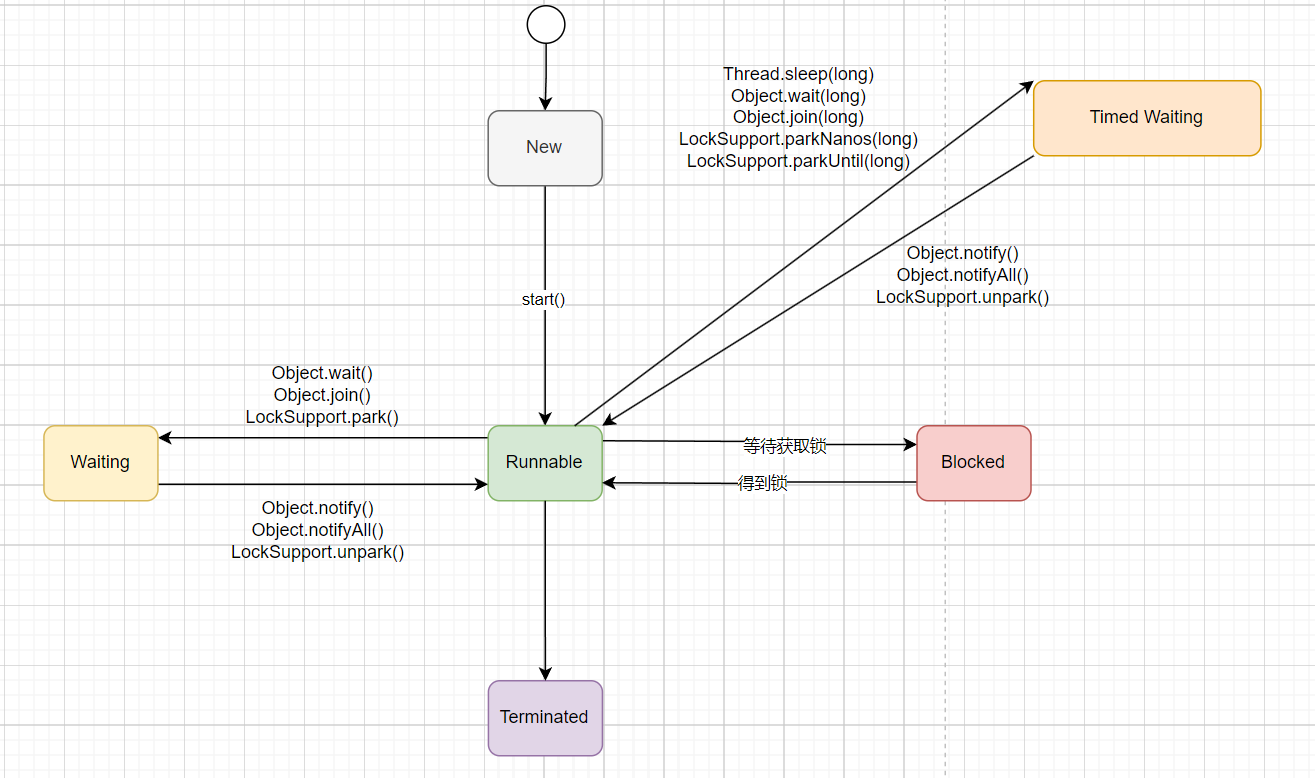 New
Thread.sleep(long)
Object.wait(long)
Object.join(long)
LockSupport.parkNanos(long)
LockSupport.parkUntil(long)
Timed Waiting
Object.notify()
Object.notifyAll()
LockSupport.unpark()
start()
Object.wait()
Object.join()
LockSupport.park()
Waiting
Runnable
等待获取锁
得到锁
Blocked
Object.notify()
Object.notifyAll()
LockSupport.unpark()
Terminated